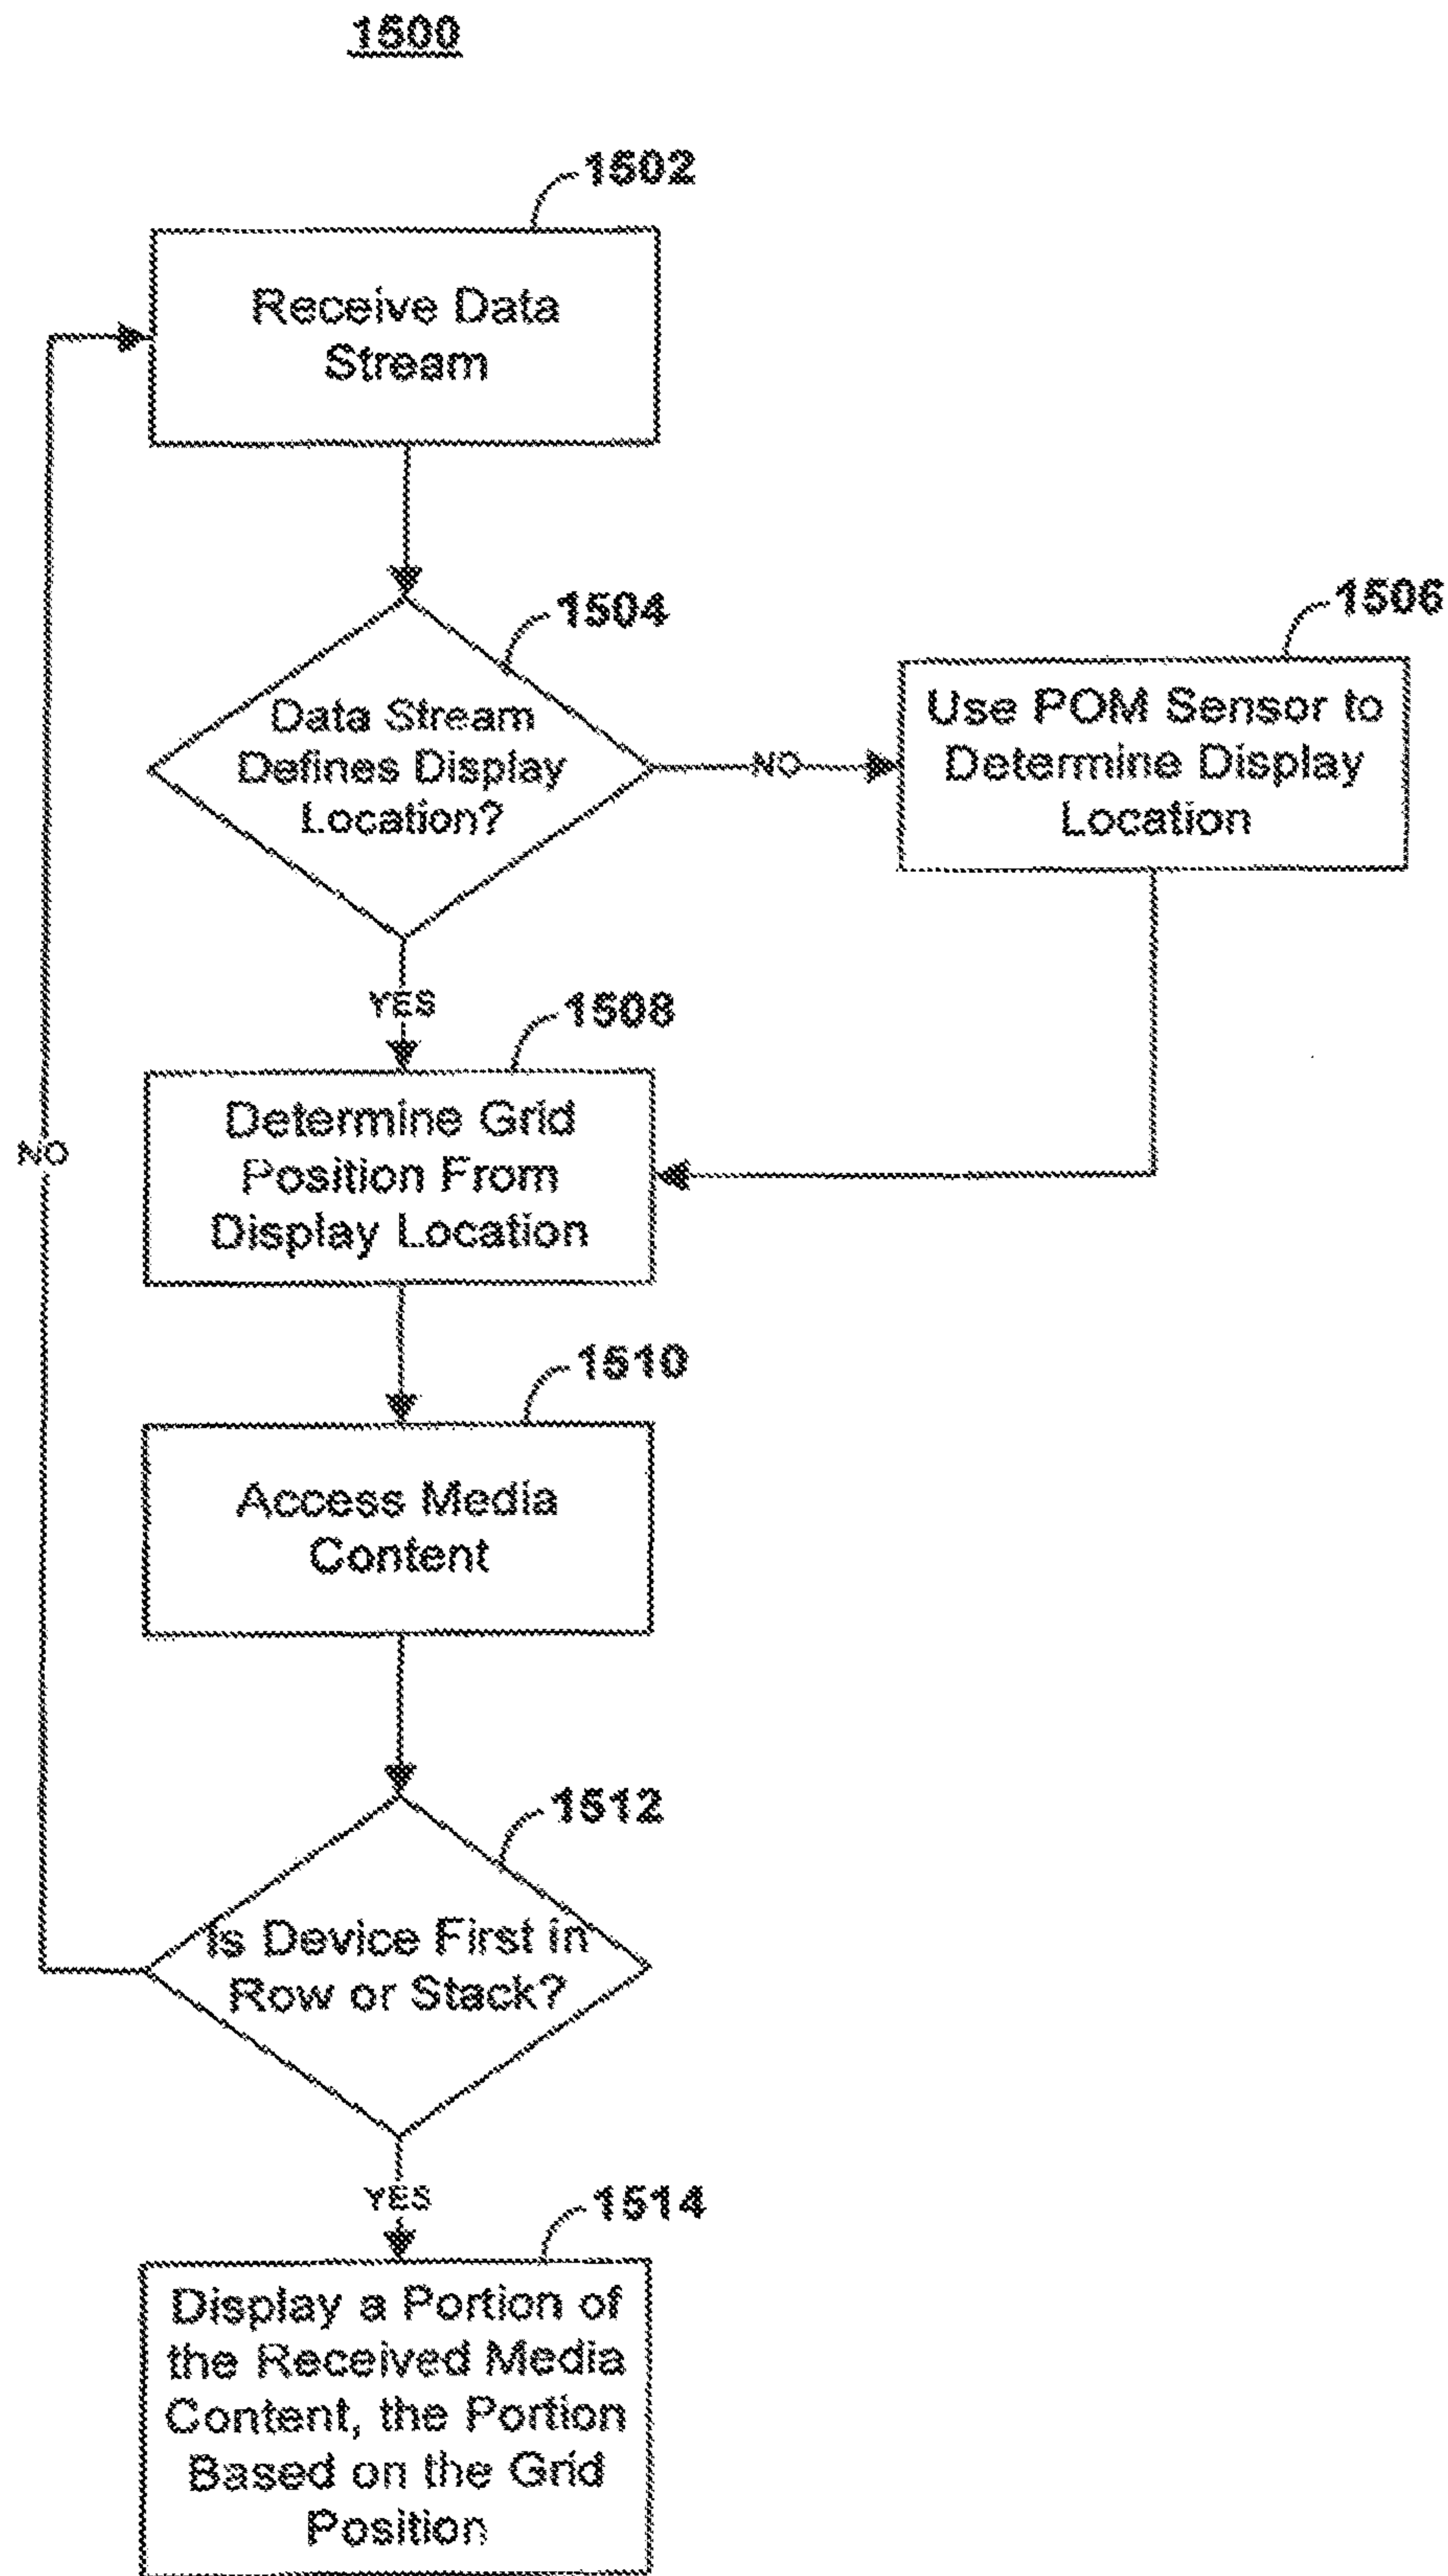 1500
1502
Receive Data
Stream
1504
Data Stream
Defines Display
Location?
NO
1506
Use POM Sensor to
Determine Display
Location
YES
1508
Determine Grid
Position From
Display Location
NO
1510
Access Media
Content
1512
Is Device First in
Row or Stack?
YES
1514
Display a Portion of
the Received Media
Content, the Portion
Based on the Grid
Position